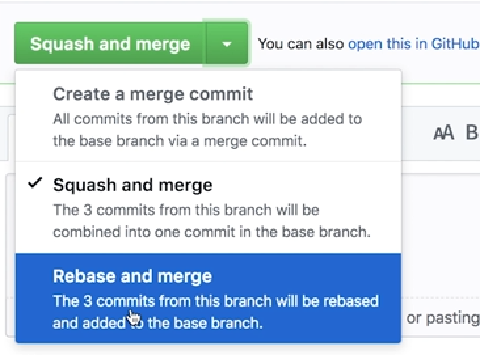 Squash and merge
You can also open this in GitHub
Create a merge commit
All commits from this branch will be added to
the base branch via a merge commit.
AA B
Squash and merge
The 3 commits from this branch will be
combined into one commit in the base branch.
Rebase and merge
The 3 commits from this branch will be rebased
and added to the base branch.
or pasting